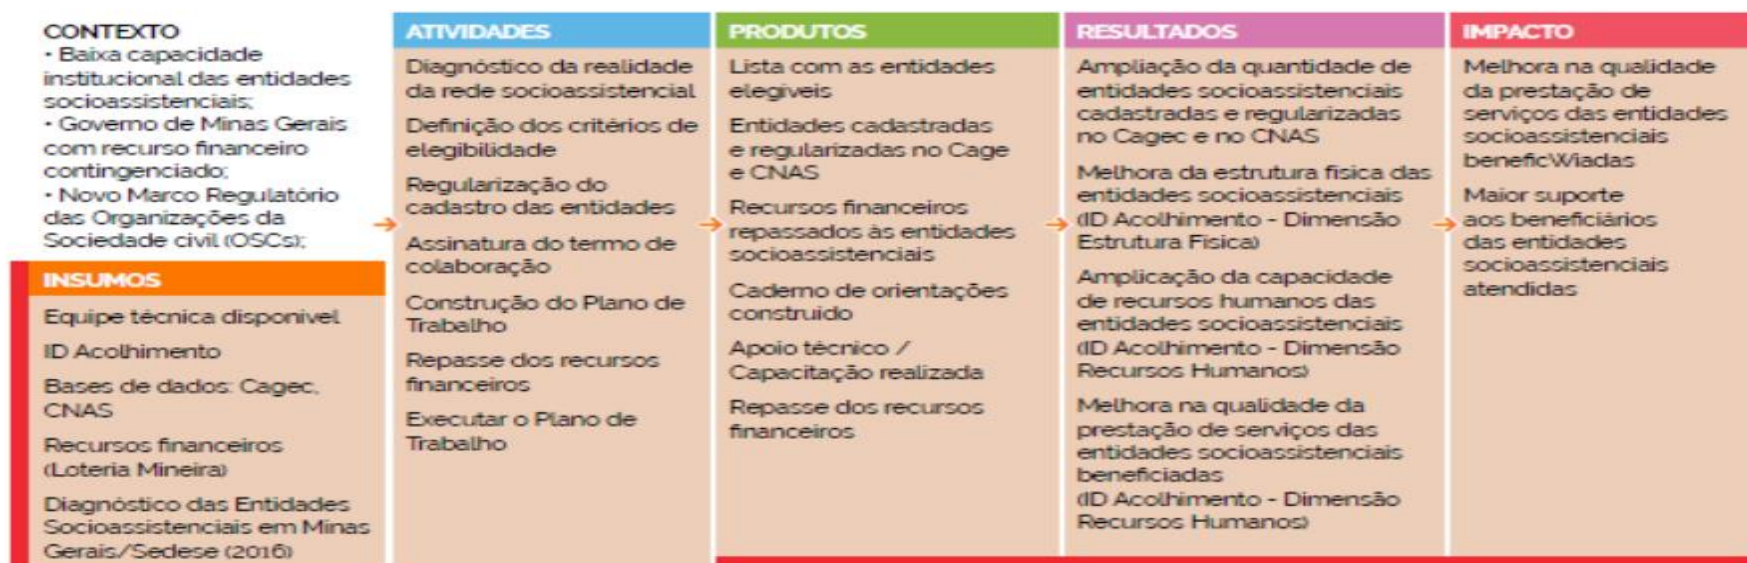 CONTEXTO
• Baixa capacidade
institucional das entidades
socioassistenciais;
• Governo de Minas Gerais
com recurso financeiro
contingenciado;
• Novo Marco Regulatório
das Organizações da
Sociedade civil (OSCs);
INSUMOS
Equipe técnica disponível
ID Acolhimento
Bases de dados: Cagec,
CNAS
Recursos financeiros
(Loteria Mineira)
Diagnóstico das Entidades
Socioassistenciais em Minas
Gerais/Sedese (2016)
ATIVIDADES
Diagnóstico da realidade
da rede socioassistencial
Definição dos critérios de
elegibilidade
Regularização do
cadastro das entidades
Assinatura do termo de
colaboração
Construção do Plano de
Trabalho
Repasse dos recursos
financeiros
Executar o Plano de
Trabalho
PRODUTOS
Lista com as entidades
elegíveis
Entidades cadastradas
e regularizadas no Cage
e CNAS
Recursos financeiros
repassados às entidades
socioassistenciais
Caderno de orientações
construido
Apoio técnico /
Capacitação realizada
Repasse dos recursos
financeiros
RESULTADOS
Ampliação da quantidade de
entidades socioassistenciais
cadastradas e regularizadas
no Cagec e no CNAS
Melhora da estrutura física das
entidades socioassistenciais
(ID Acolhimento - Dimensão
Estrutura Física)
Amplicação da capacidade
de recursos humanos das
entidades socioassistenciais
(ID Acolhimento - Dimensão
Recursos Humanos)
Melhora na qualidade da
prestação de serviços das
entidades socioassistenciais
beneficiadas
(ID Acolhimento - Dimensão
Recursos Humanos)
IMPACTO
Melhora na qualidade
da prestação de
serviços das entidades
socioassistenciais
beneficWiadas
Maior suporte
aos beneficiários
das entidades
socioassistenciais
atendidas